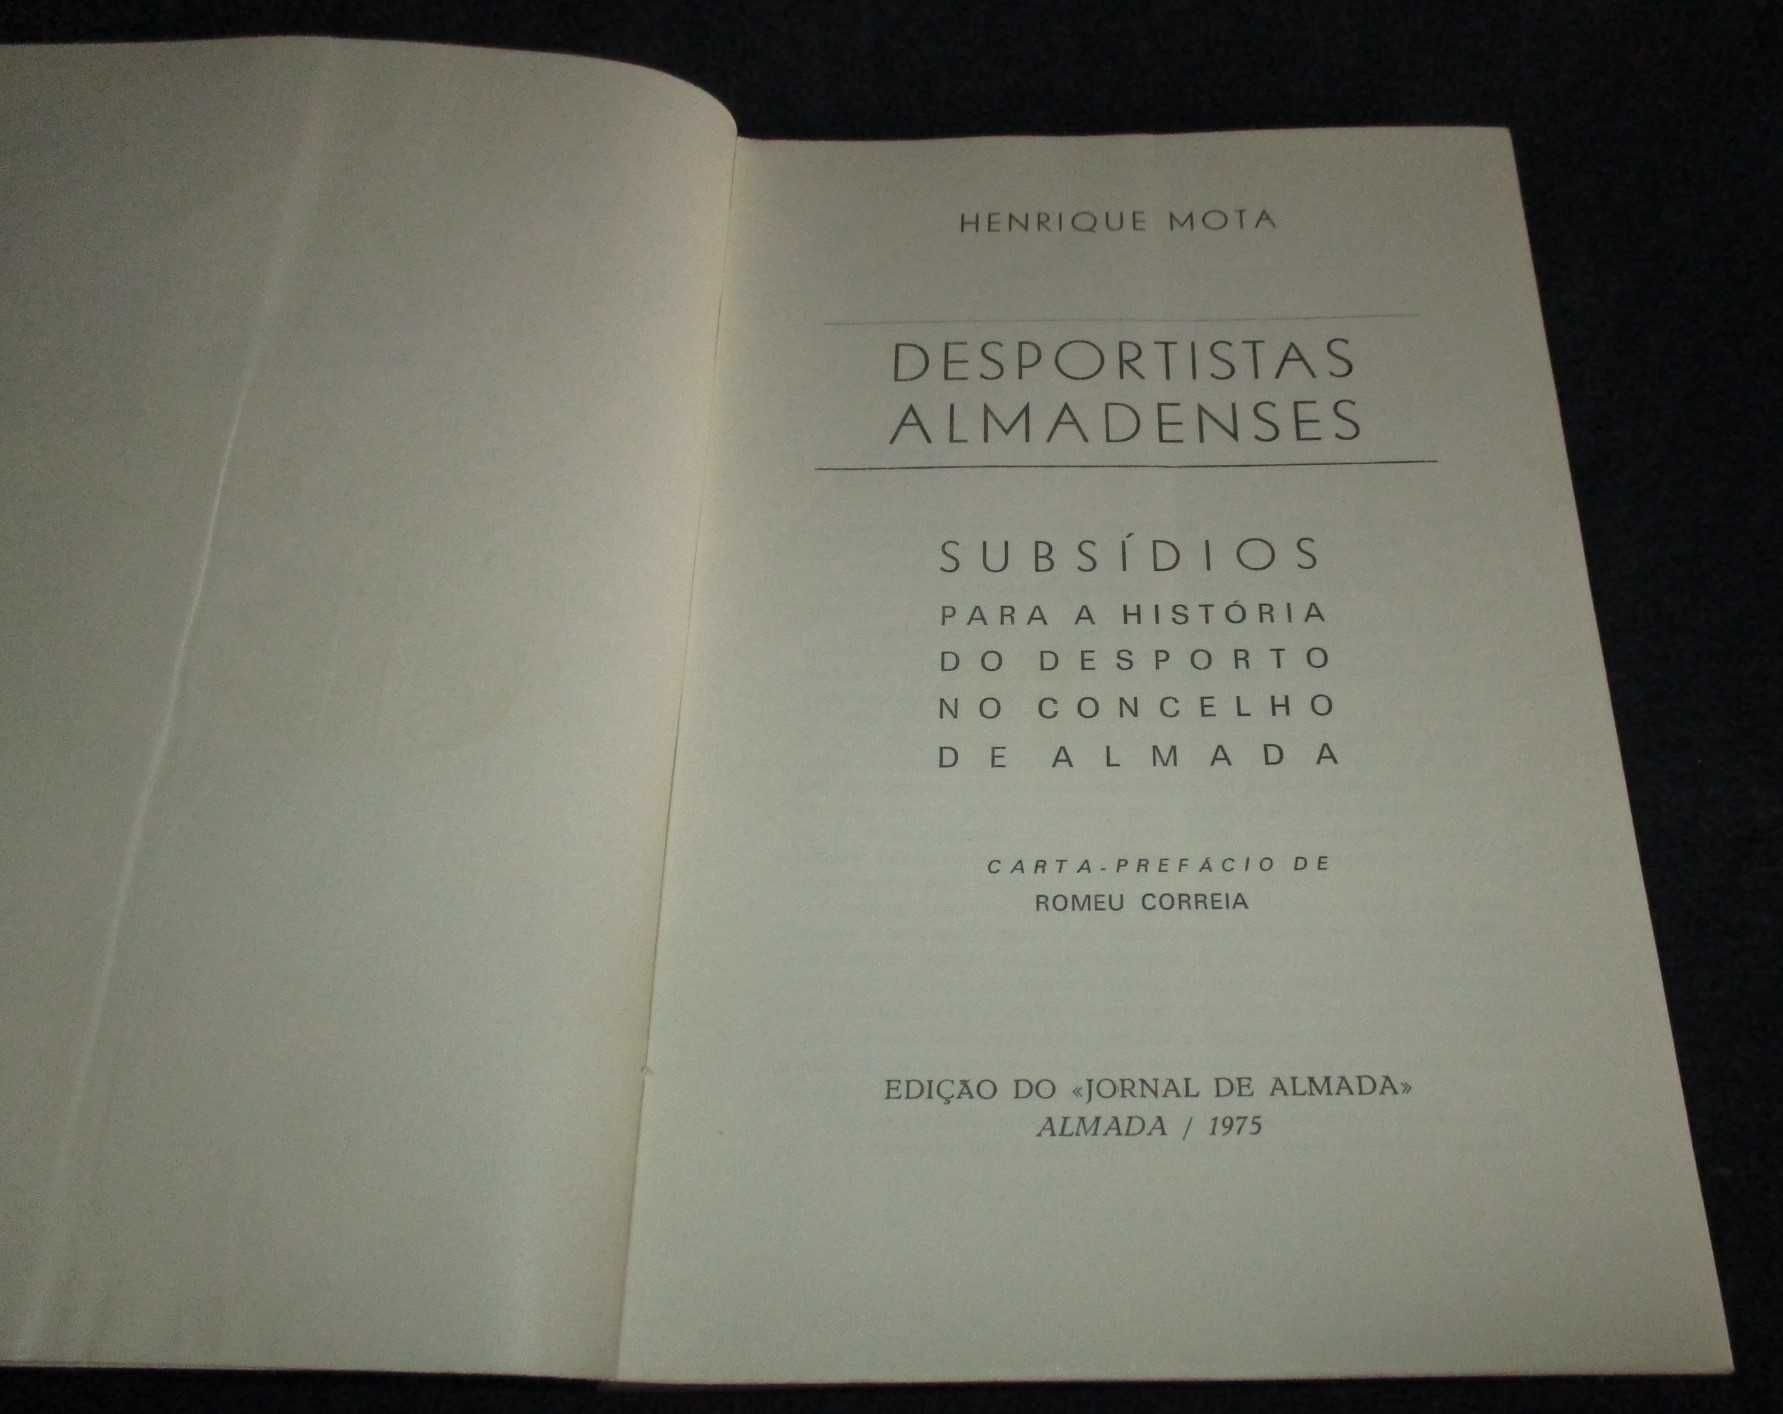 HENRIQUE MOTA
DESPORTISTAS
ALMADENSES
SUBSÍDIOS
PARA A HISTÓRIA
DO DESPORTO
NO CONCELHO
DE ALMADA
CARTA-PREFÁCIO DE
ROMEU CORREIA
EDIÇÃO DO «JORNAL DE ALMADA»
ALMADA / 1975